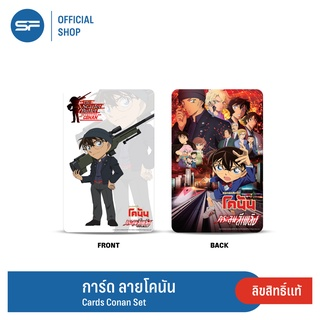 SF
OFFICIAL
SHOP
CONAN
โคนัน
โคนัน
FRONT
BACK
การ์ด ลายโคนัน
Cards Conan Set
ลิขสิทธิ์แท้